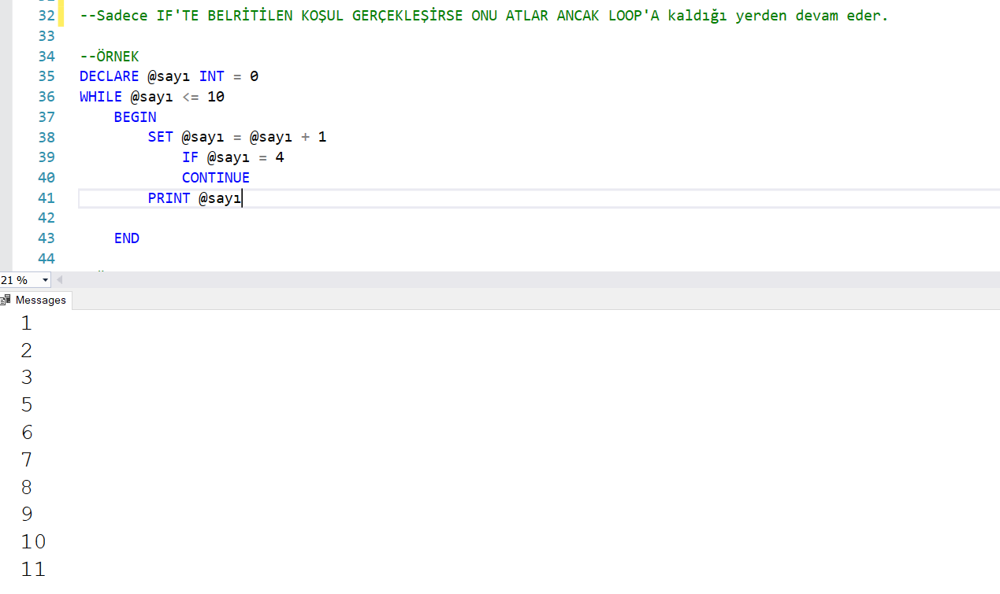 32 --Sadece IF'TE BELRİTİLEN KOŞUL GERÇEKLEŞİRSE ONU ATLAR ANCAK LOOP'A kaldığı yerden devam eder.
33
34 --ÖRNEK
35 DECLARE @sayı INT = 0
36 WHILE @sayı <= 10
37 BEGIN
38 SET @sayı = @sayı + 1
39 IF @sayı = 4
40 CONTINUE
41 PRINT @sayı
42
43 END
44
21 %
Messages
1
2
3
5
6
7
8
9
10
11